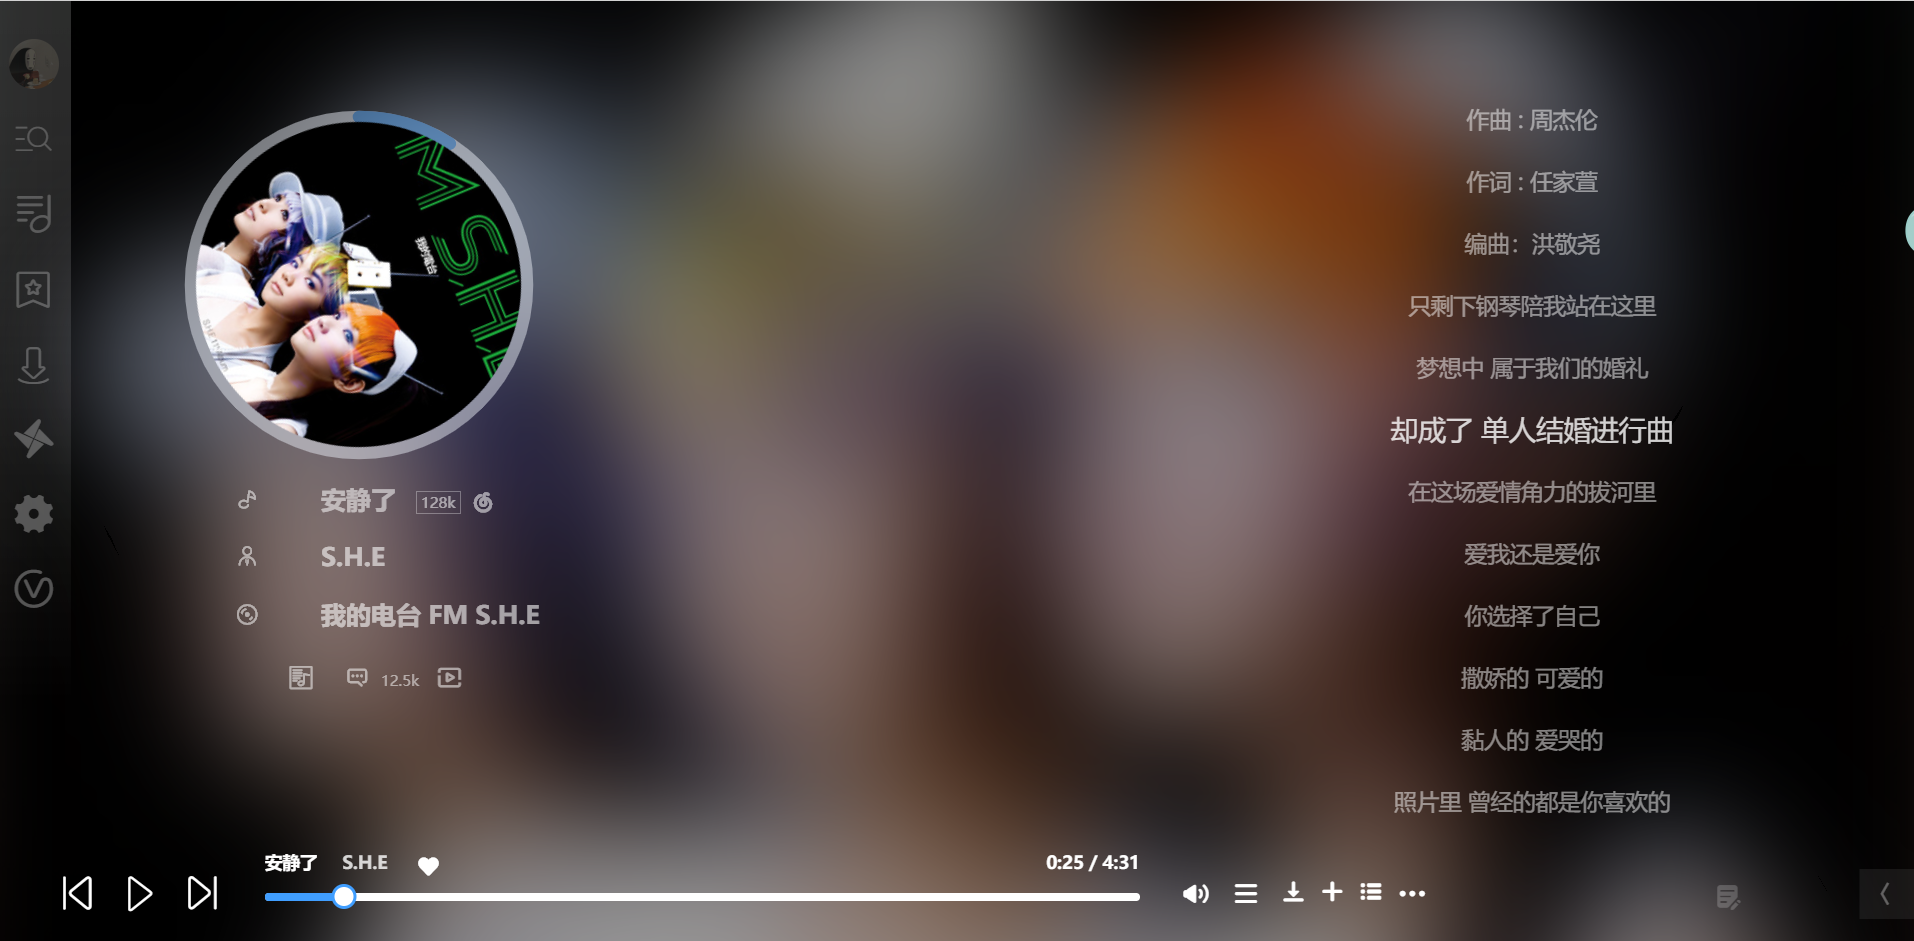 M S.H.E
我的電台
安静了 128k
S.H.E
我的电台 FM S.H.E
12.5k
作曲 : 周杰伦
作词 : 任家萱
编曲：洪敬尧
只剩下钢琴陪我站在这里
梦想中 属于我们的婚礼
却成了 单人结婚进行曲
在这场爱情角力的拔河里
爱我还是爱你
你选择了自己
撒娇的 可爱的
黏人的 爱哭的
照片里 曾经的都是你喜欢的
安静了 S.H.E
0:25 / 4:31